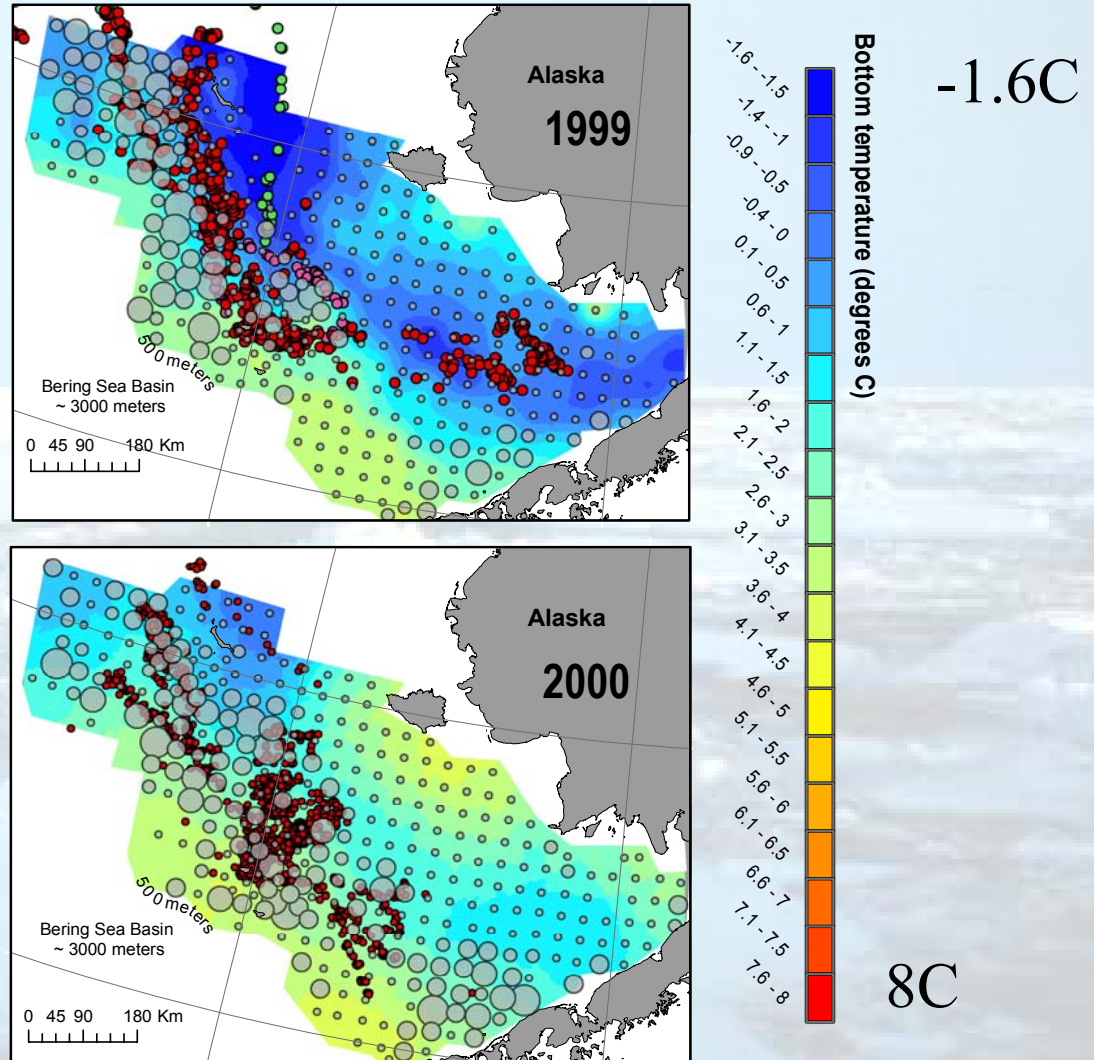 Alaska
1999
500 meters
Bering Sea Basin
~ 3000 meters
0 45 90 180 Km
Alaska
2000
500 meters
Bering Sea Basin
~ 3000 meters
0 45 90 180 Km
-1.6 - -1.5
-1.4 - -1
-0.9 - -0.5
-0.4 - 0
0.1 - 0.5
0.6 - 1
1.1 - 1.5
1.6 - 2
2.1 - 2.5
2.6 - 3
3.1 - 3.5
3.6 - 4
4.1 - 4.5
4.6 - 5
5.1 - 5.5
5.6 - 6
6.1 - 6.5
6.6 - 7
7.1 - 7.5
7.6 - 8
Bottom temperature (degrees C)
-1.6C
8C